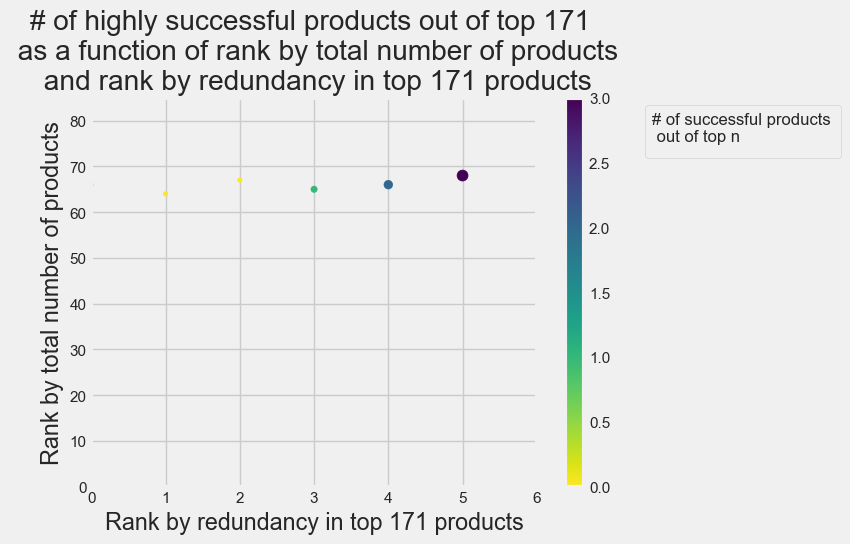 # of highly successful products out of top 171
as a function of rank by total number of products
and rank by redundancy in top 171 products
# of successful products
out of top n
Rank by total number of products
80
70
60
50
40
30
20
10
0
0 1 2 3 4 5 6
Rank by redundancy in top 171 products
3.0
2.5
2.0
1.5
1.0
0.5
0.0